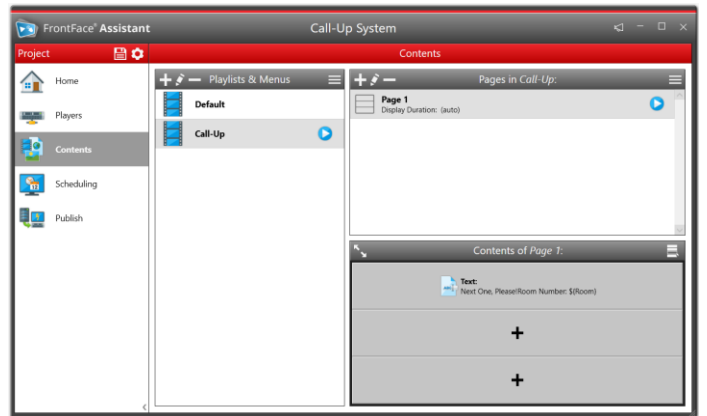 FrontFace® Assistant
Call-Up System
Project
Contents
Home
Players
Contents
Scheduling
Publish
Playlists & Menus
Default
Call-Up
Pages in Call-Up:
Page 1
Display Duration: (auto)
Contents of Page 1:
Text:
Next One, Please!Room Number: $(Room)